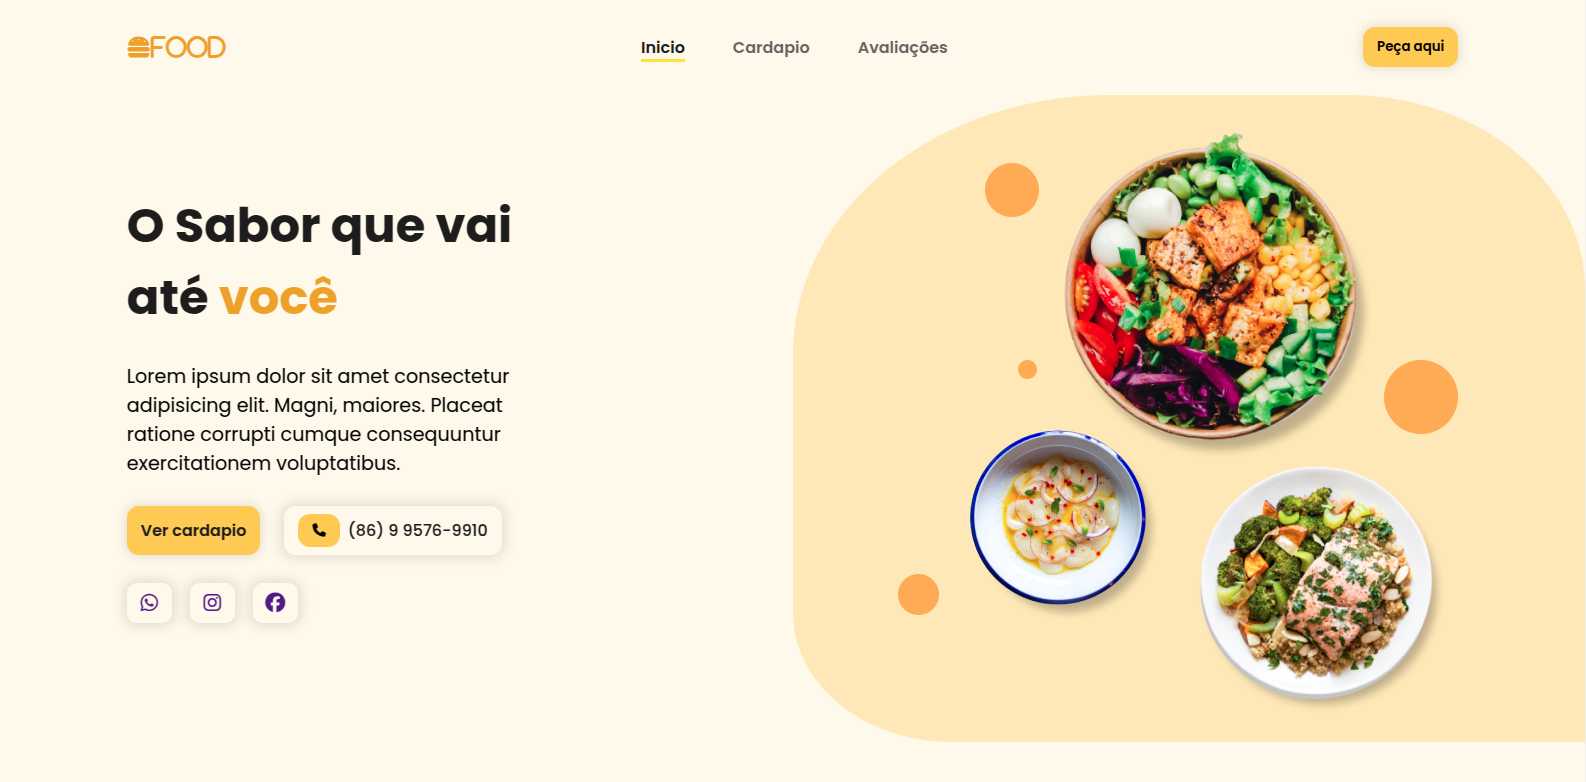 FOOD
Inicio
Cardapio
Avaliações
Peça aqui
O Sabor que vai
até você
Lorem ipsum dolor sit amet consectetur
adipisicing elit. Magni, maiores. Placeat
ratione corrupti cumque consequuntur
exercitationem voluptatibus.
Ver cardapio
(86) 9 9576-9910